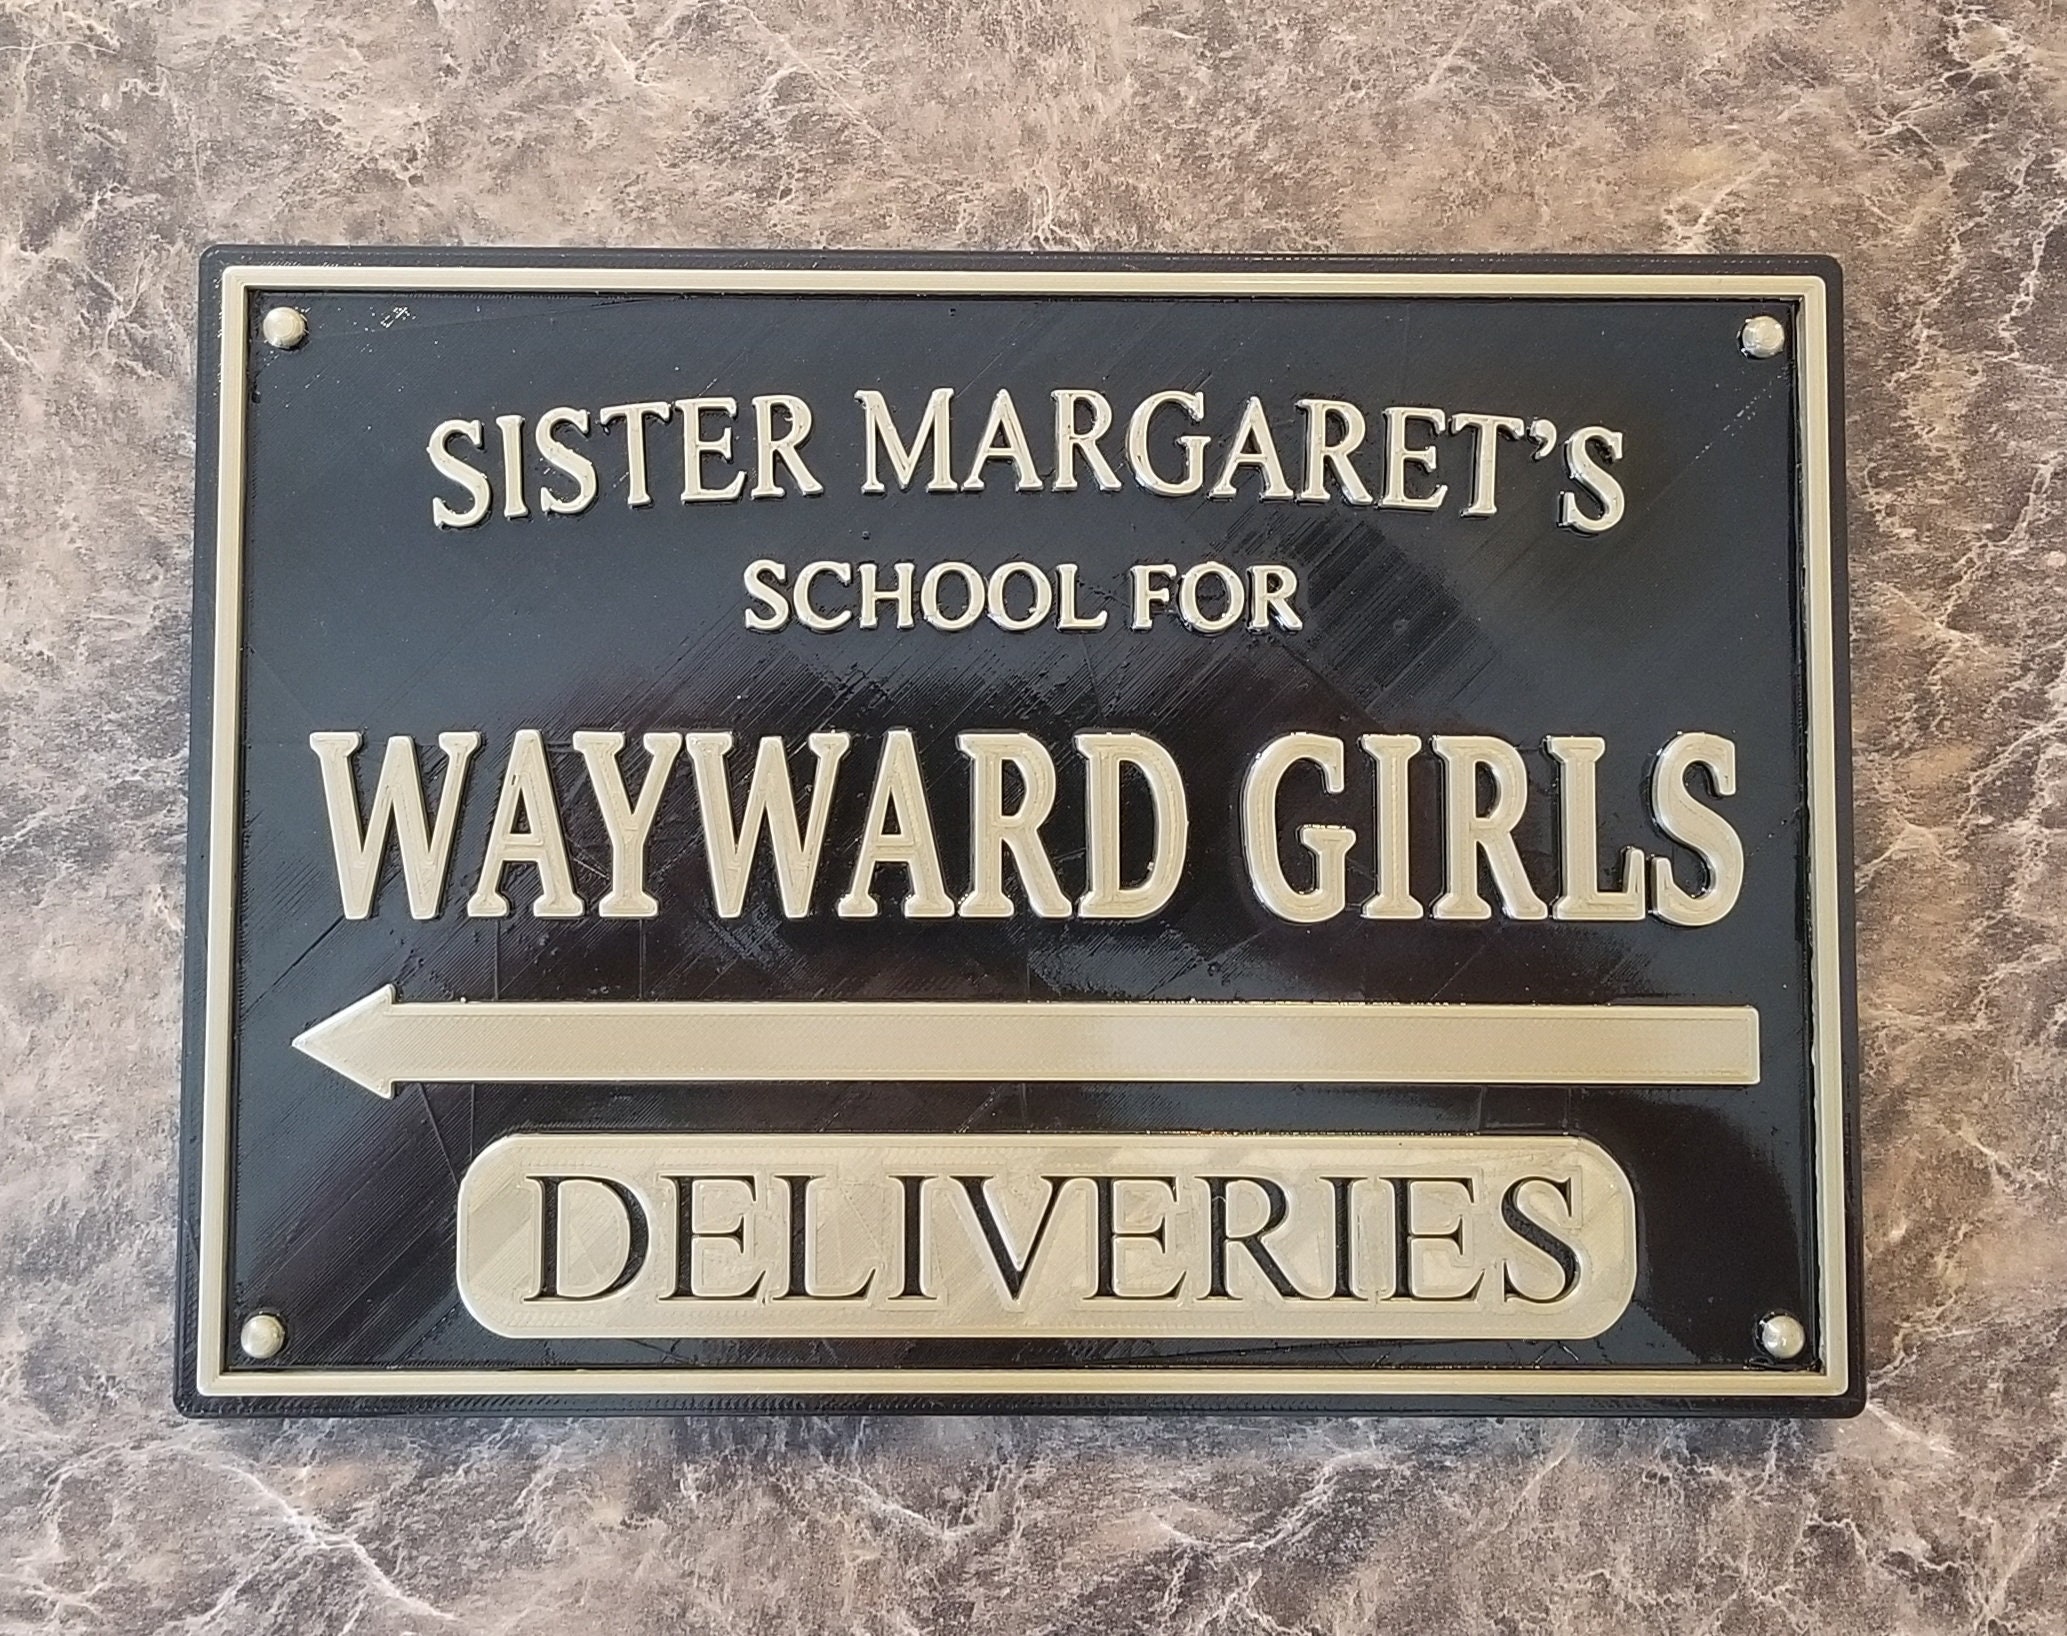 SISTER MARGARET'S
SCHOOL FOR
WAYWARD GIRLS
DELIVERIES